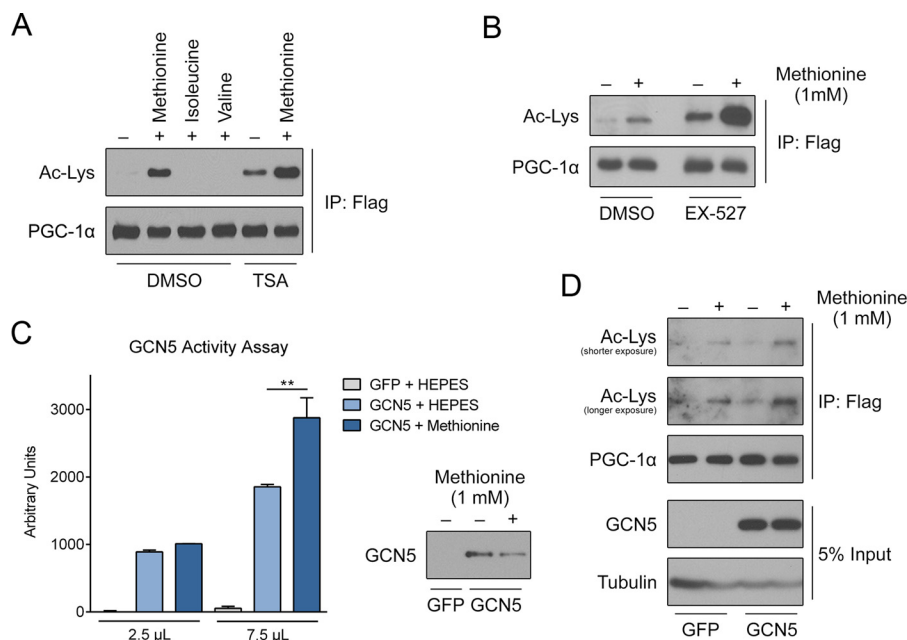 A
Methionine
Isoleucine
Valine
Methionine
– + + + – +
Ac-Lys
PGC-1α
IP: Flag
DMSO TSA
B
Methionine
(1mM)
– + – +
Ac-Lys
PGC-1α
IP: Flag
DMSO EX-527
C
GCN5 Activity Assay
Arbitrary Units
3000
2000
1000
0
**
2.5 µL 7.5 µL
GFP + HEPES
GCN5 + HEPES
GCN5 + Methionine
Methionine
(1 mM)
– – +
GCN5
GFP GCN5
D
Methionine
(1 mM)
– + – +
Ac-Lys
(shorter exposure)
Ac-Lys
(longer exposure)
PGC-1α
IP: Flag
GCN5
Tubulin
5% Input
GFP GCN5